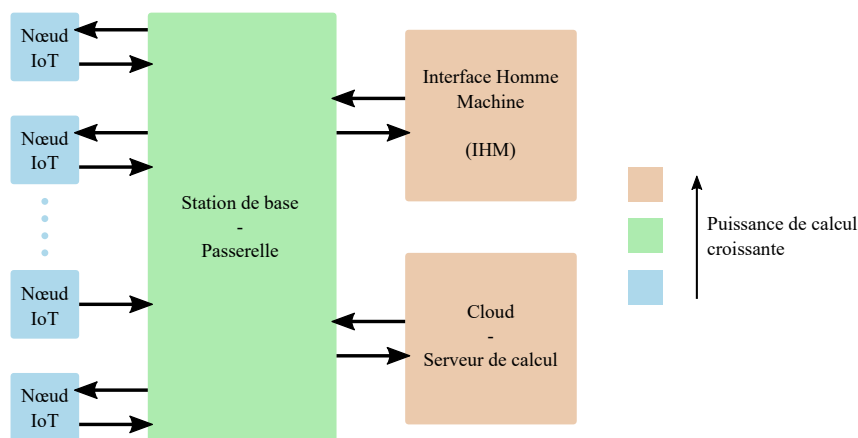 Nœud
IoT
Nœud
IoT
Nœud
IoT
Nœud
IoT
Station de base
-
Passerelle
Interface Homme
Machine
(IHM)
Cloud
-
Serveur de calcul
Puissance de calcul
croissante